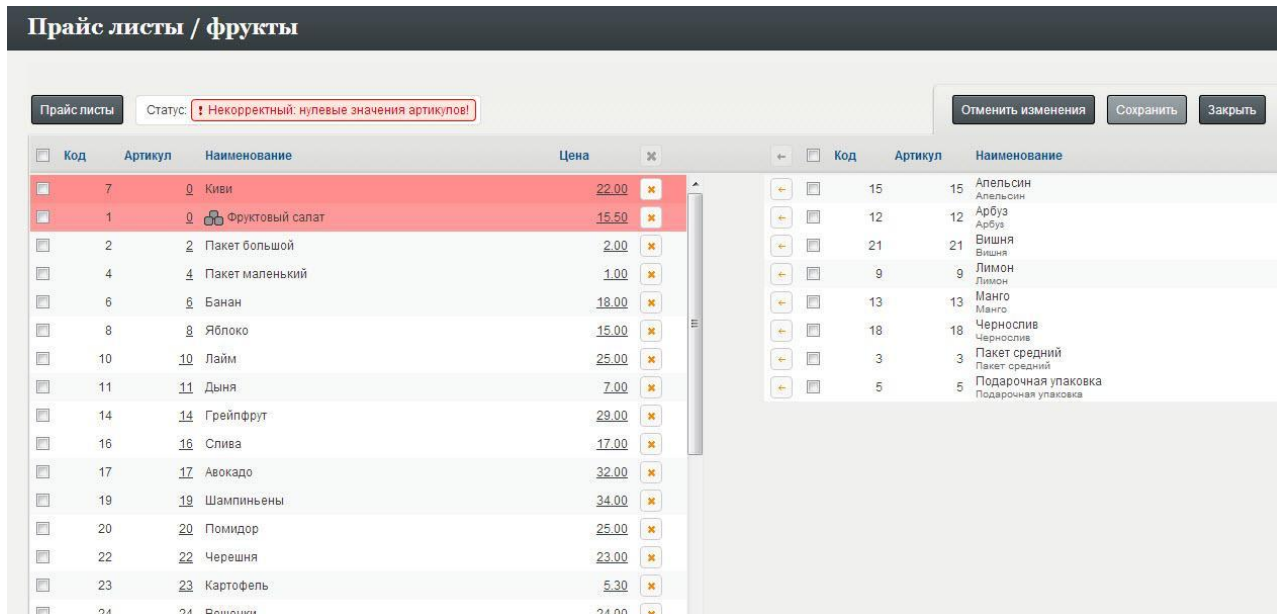 Прайс листы / фрукты
Прайс листы Статус: ! Некорректный: нулевые значения артикулов! Отменить изменения Сохранить Закрыть
Код Артикул Наименование Цена Код Артикул Наименование
7 0 Киви 22.00
1 0 Фруктовый салат 15.50
2 2 Пакет большой 2.00
4 4 Пакет маленький 1.00
6 6 Банан 18.00
8 8 Яблоко 15.00
10 10 Лайм 25.00
11 11 Дыня 7.00
14 14 Грейпфрут 29.00
16 16 Слива 17.00
17 17 Авокадо 32.00
19 19 Шампиньены 34.00
20 20 Помидор 25.00
22 22 Черешня 23.00
23 23 Картофель 5.30
24 24 24.00
15 15 Апельсин
Апельсин
12 12 Арбуз
Арбуз
21 21 Вишня
Вишня
9 9 Лимон
Лимон
13 13 Манго
Манго
18 18 Чернослив
Чернослив
3 3 Пакет средний
Пакет средний
5 5 Подарочная упаковка
Подарочная упаковка